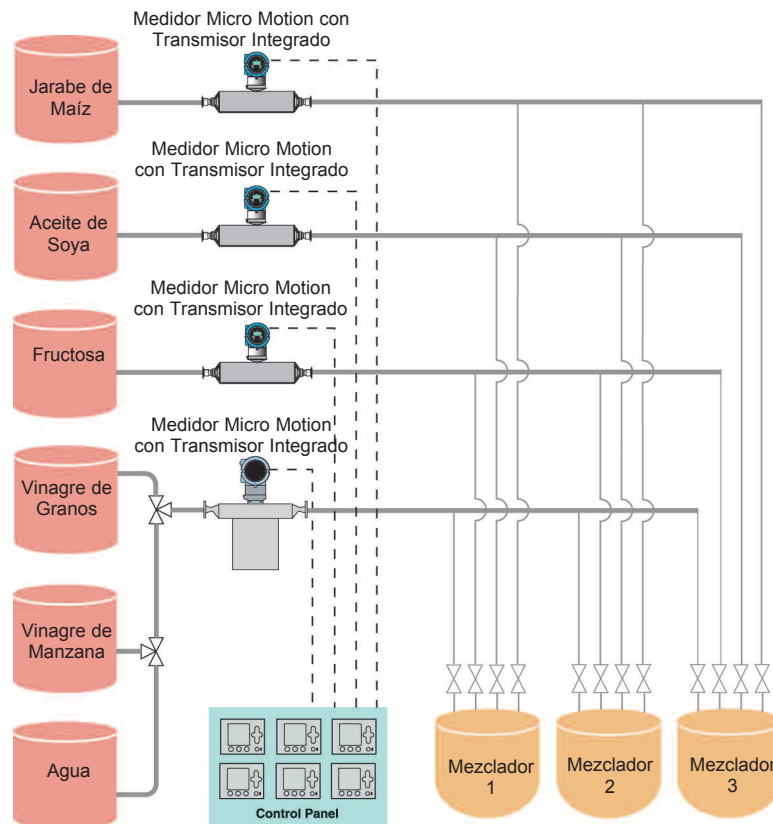 Medidor Micro Motion con
Transmisor Integrado
Jarabe de
Maíz
Medidor Micro Motion
con Transmisor Integrado
Aceite de
Soya
Medidor Micro Motion
con Transmisor Integrado
Fructosa
Medidor Micro Motion
con Transmisor Integrado
Vinagre de
Granos
Vinagre de
Manzana
Agua
Control Panel
Mezclador
1
Mezclador
2
Mezclador
3